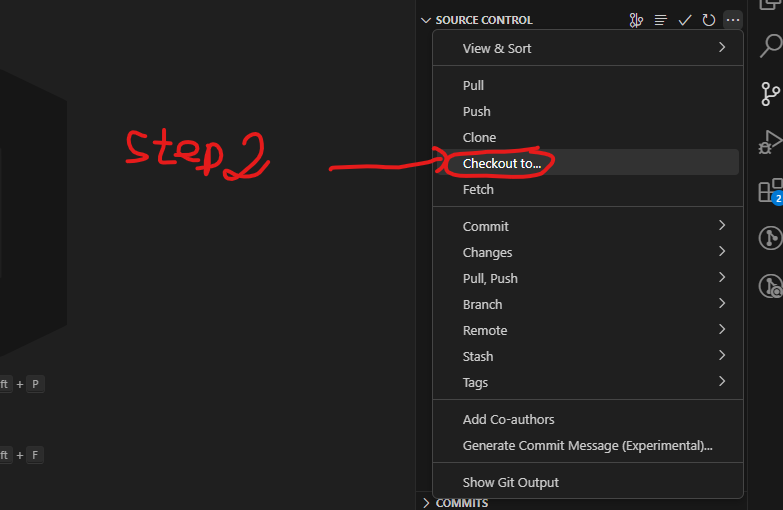 SOURCE CONTROL
View & Sort
Pull
Push
Clone
step2
Checkout to...
Fetch
2
Commit
Changes
Pull, Push
Branch
Remote
Stash
Tags
ft + P
Add Co-authors
Generate Commit Message (Experimental)...
ft + F
Show Git Output
COMMITS